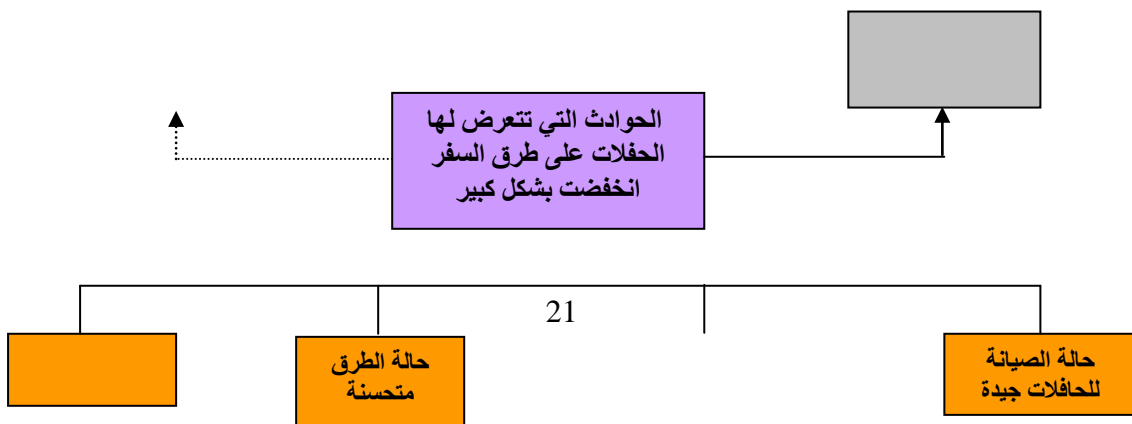 الحوادث التي تتعرض لها
الحفلات على طرق السفر
انخفضت بشكل كبير
21
حالة الصيانة
للحافلات جيدة
حالة الطرق
متحسنة